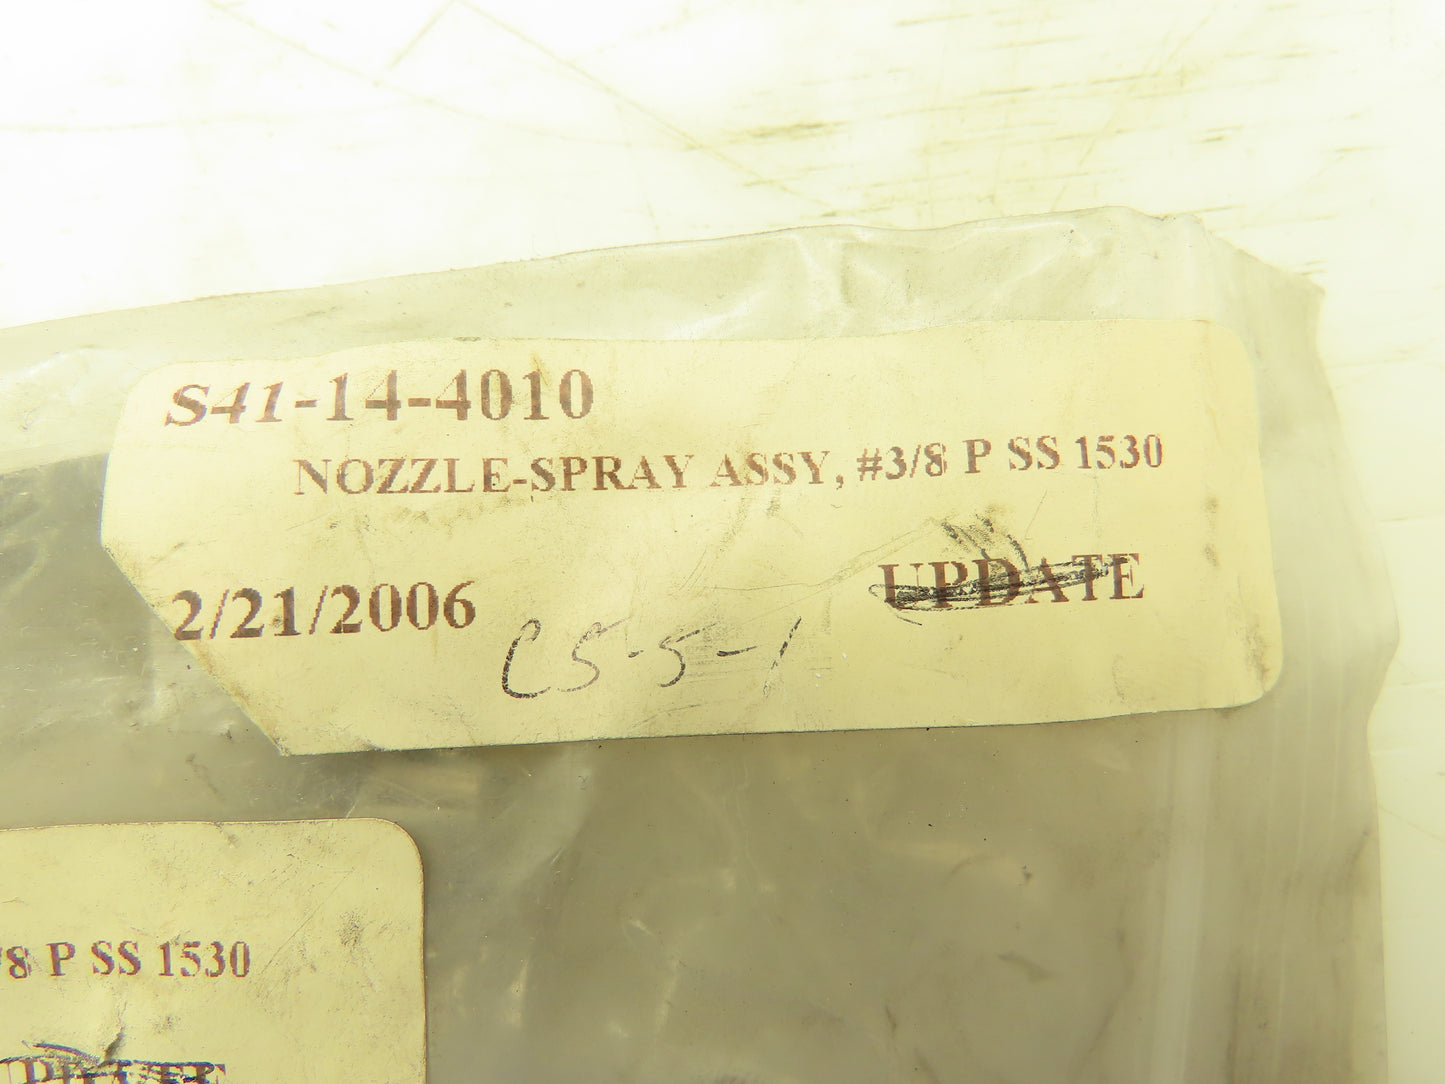 S41-14-4010
NOZZLE-SPRAY ASSY, #3/8 P SS 1530
2/21/2006 UPDATE
C5-5-1
/8 P SS 1530
UPDATE